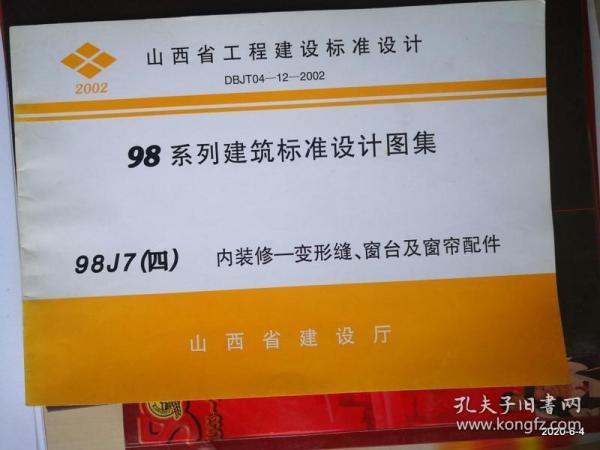 山西省工程建设标准设计
DBJT04—12—2002
2002
98系列建筑标准设计图集
98J7(四) 内装修—变形缝、窗台及窗帘配件
山西省建设厅
孔夫子旧书网
www.kongfz.com
2020-6-4